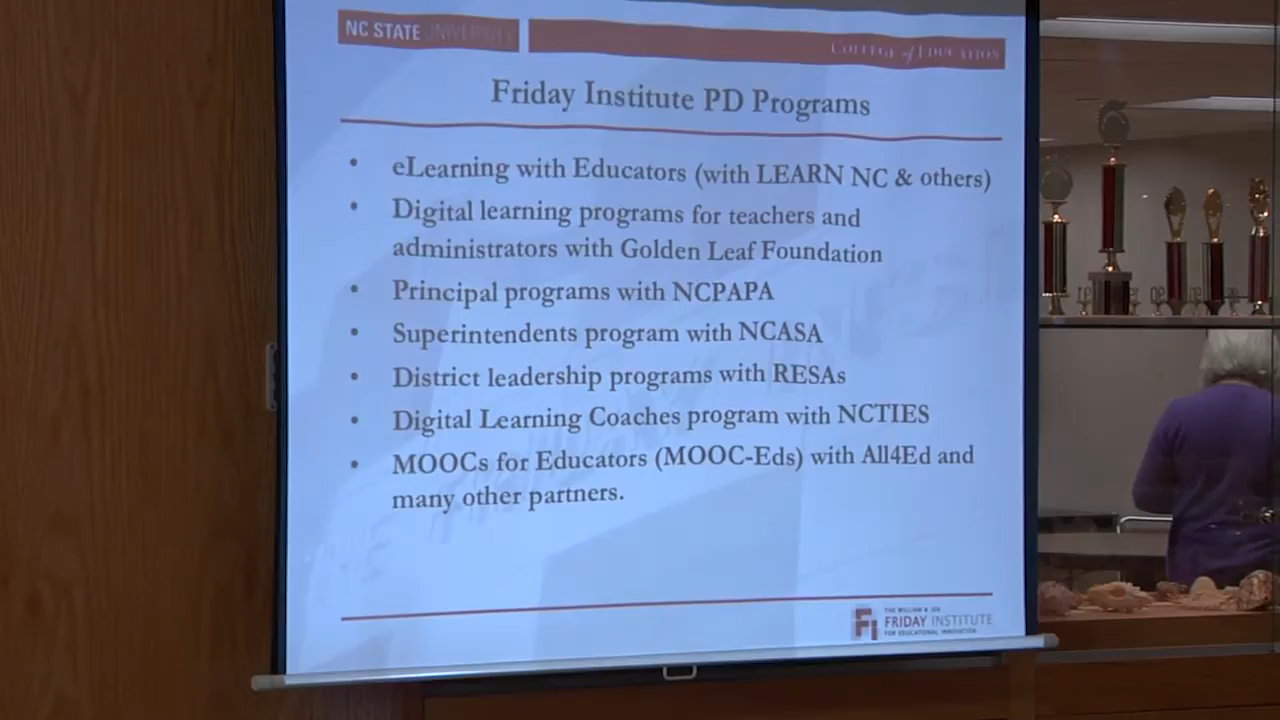 NC STATE UNIVERSITY
COLLEGE of EDUCATION
Friday Institute PD Programs
• eLearning with Educators (with LEARN NC & others)
• Digital learning programs for teachers and
administrators with Golden Leaf Foundation
• Principal programs with NCPAPA
• Superintendents program with NCASA
• District leadership programs with RESAs
• Digital Learning Coaches program with NCTIES
• MOOCs for Educators (MOOC-Eds) with All4Ed and
many other partners.
THE WILLIAM & IDA
FRIDAY INSTITUTE
FOR EDUCATIONAL INNOVATION